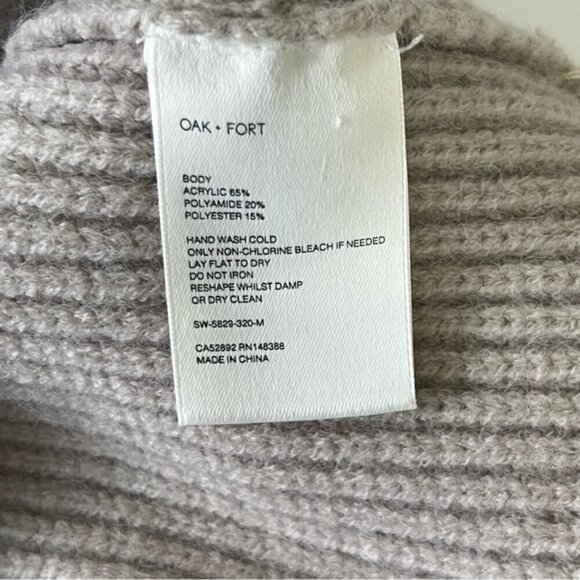 OAK + FORT
BODY
ACRYLIC 65%
POLYAMIDE 20%
POLYESTER 15%
HAND WASH COLD
ONLY NON-CHLORINE BLEACH IF NEEDED
LAY FLAT TO DRY
DO NOT IRON
RESHAPE WHILST DAMP
OR DRY CLEAN
SW-5829-320-M
CA52892 RN148388
MADE IN CHINA